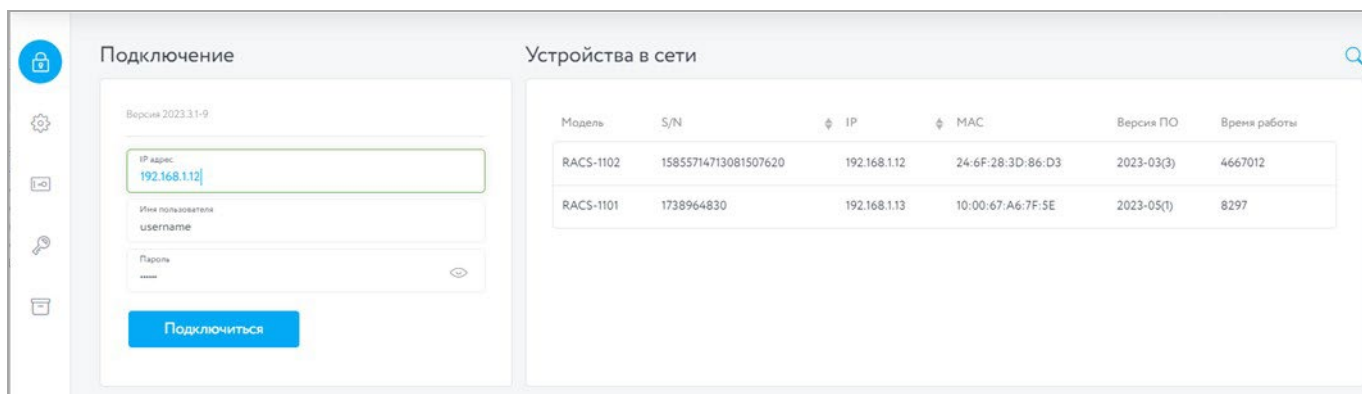 Подключение
Версия 2023.3.1-9
IP адрес
192.168.1.12
Имя пользователя
username
Пароль
••••••
Подключиться
Устройства в сети
Модель S/N IP MAC Версия ПО Время работы
RACS-1102 15855714713081507620 192.168.1.12 24:6F:28:3D:86:D3 2023-03(3) 4667012
RACS-1101 1738964830 192.168.1.13 10:00:67:A6:7F:5E 2023-05(1) 8297